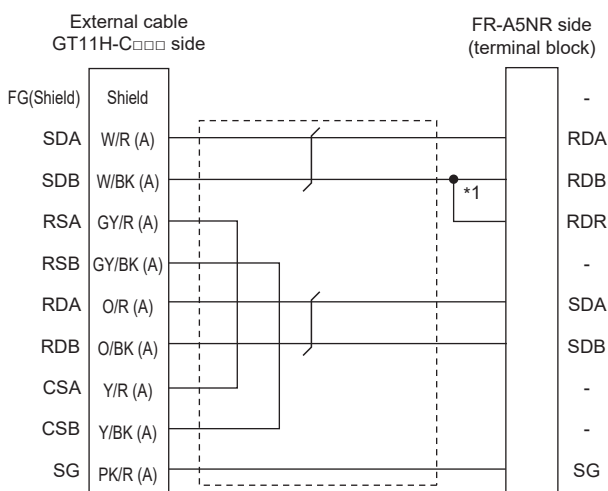 External cable
GT11H-C□□□ side
FR-A5NR side
(terminal block)
FG(Shield) Shield -
SDA W/R (A) RDA
SDB W/BK (A) *1 RDB
RSA GY/R (A) RDR
RSB GY/BK (A) -
RDA O/R (A) SDA
RDB O/BK (A) SDB
CSA Y/R (A) -
CSB Y/BK (A) -
SG PK/R (A) SG